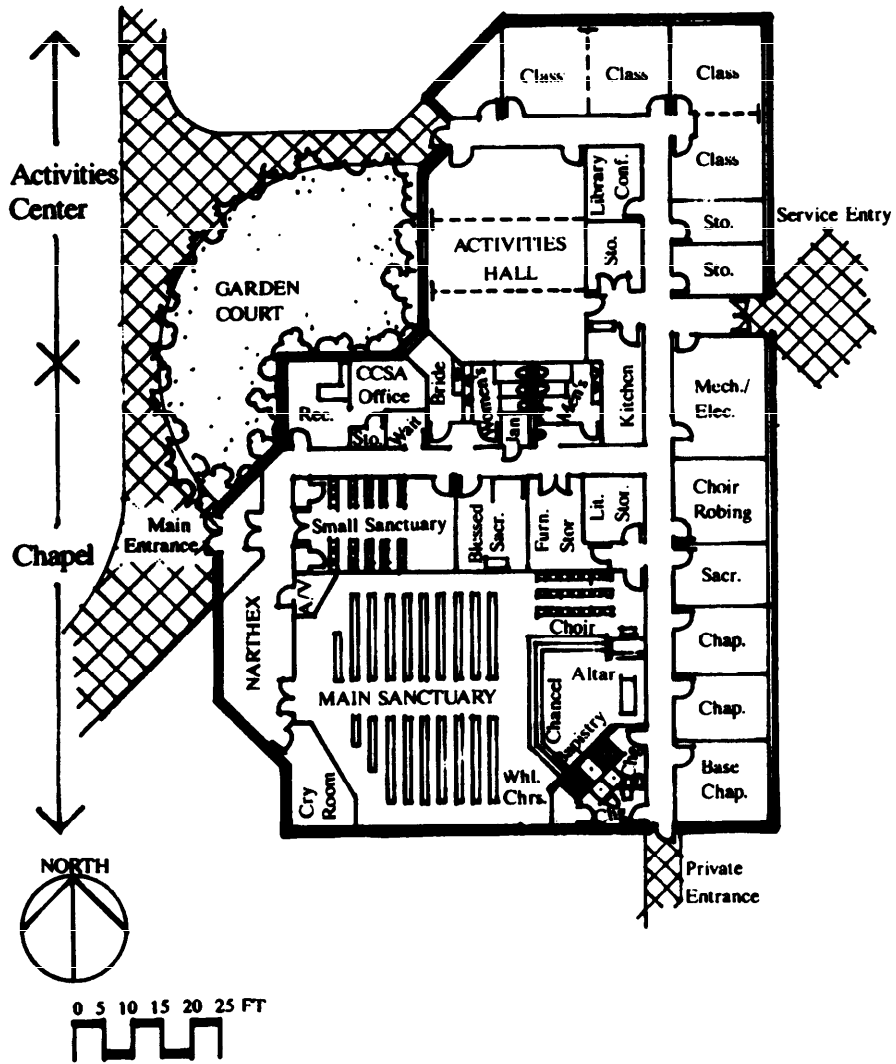 Class
Class
Class
Activities
Center
Class
Library
Conf.
Sto.
Service Entry
ACTIVITIES
HALL
Sto.
Sto.
GARDEN
COURT
CCSA
Office
Bride
Women's
Men's
Jan
Kitchen
Mech./
Elec.
Rec.
Sto.
Wait
Choir
Robing
Main
Entrance
Small Sanctuary
Blessed
Sacr.
Furn.
Stor
Lit.
Stor.
Chapel
Sacr.
A/V
NARTHEX
Choir
Chap.
Altar
MAIN SANCTUARY
Chancel
Chap.
Whl.
Chrs.
Base
Chap.
Cry
Room
NORTH
Private
Entrance
0 5 10 15 20 25 FT